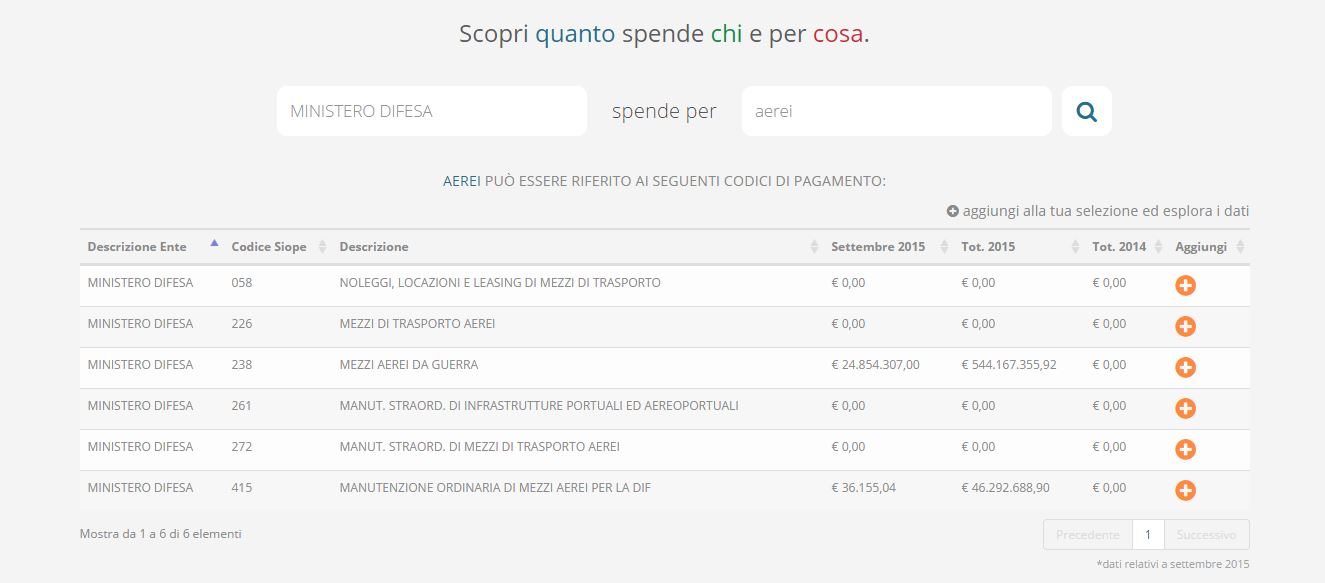 Scopri quanto spende chi e per cosa.
MINISTERO DIFESA spende per aerei
AEREI PUÒ ESSERE RIFERITO AI SEGUENTI CODICI DI PAGAMENTO:
aggiungi alla tua selezione ed esplora i dati
Descrizione Ente Codice Siope Descrizione Settembre 2015 Tot. 2015 Tot. 2014 Aggiungi
MINISTERO DIFESA 058 NOLEGGI, LOCAZIONI E LEASING DI MEZZI DI TRASPORTO € 0,00 € 0,00 € 0,00
MINISTERO DIFESA 226 MEZZI DI TRASPORTO AEREI € 0,00 € 0,00 € 0,00
MINISTERO DIFESA 238 MEZZI AEREI DA GUERRA € 24.854.307,00 € 544.167.355,92 € 0,00
MINISTERO DIFESA 261 MANUT. STRAORD. DI INFRASTRUTTURE PORTUALI ED AEREOPORTUALI € 0,00 € 0,00 € 0,00
MINISTERO DIFESA 272 MANUT. STRAORD. DI MEZZI DI TRASPORTO AEREI € 0,00 € 0,00 € 0,00
MINISTERO DIFESA 415 MANUTENZIONE ORDINARIA DI MEZZI AEREI PER LA DIF € 36.155,04 € 46.292.688,90 € 0,00
Mostra da 1 a 6 di 6 elementi Precedente 1 Successivo
*dati relativi a settembre 2015